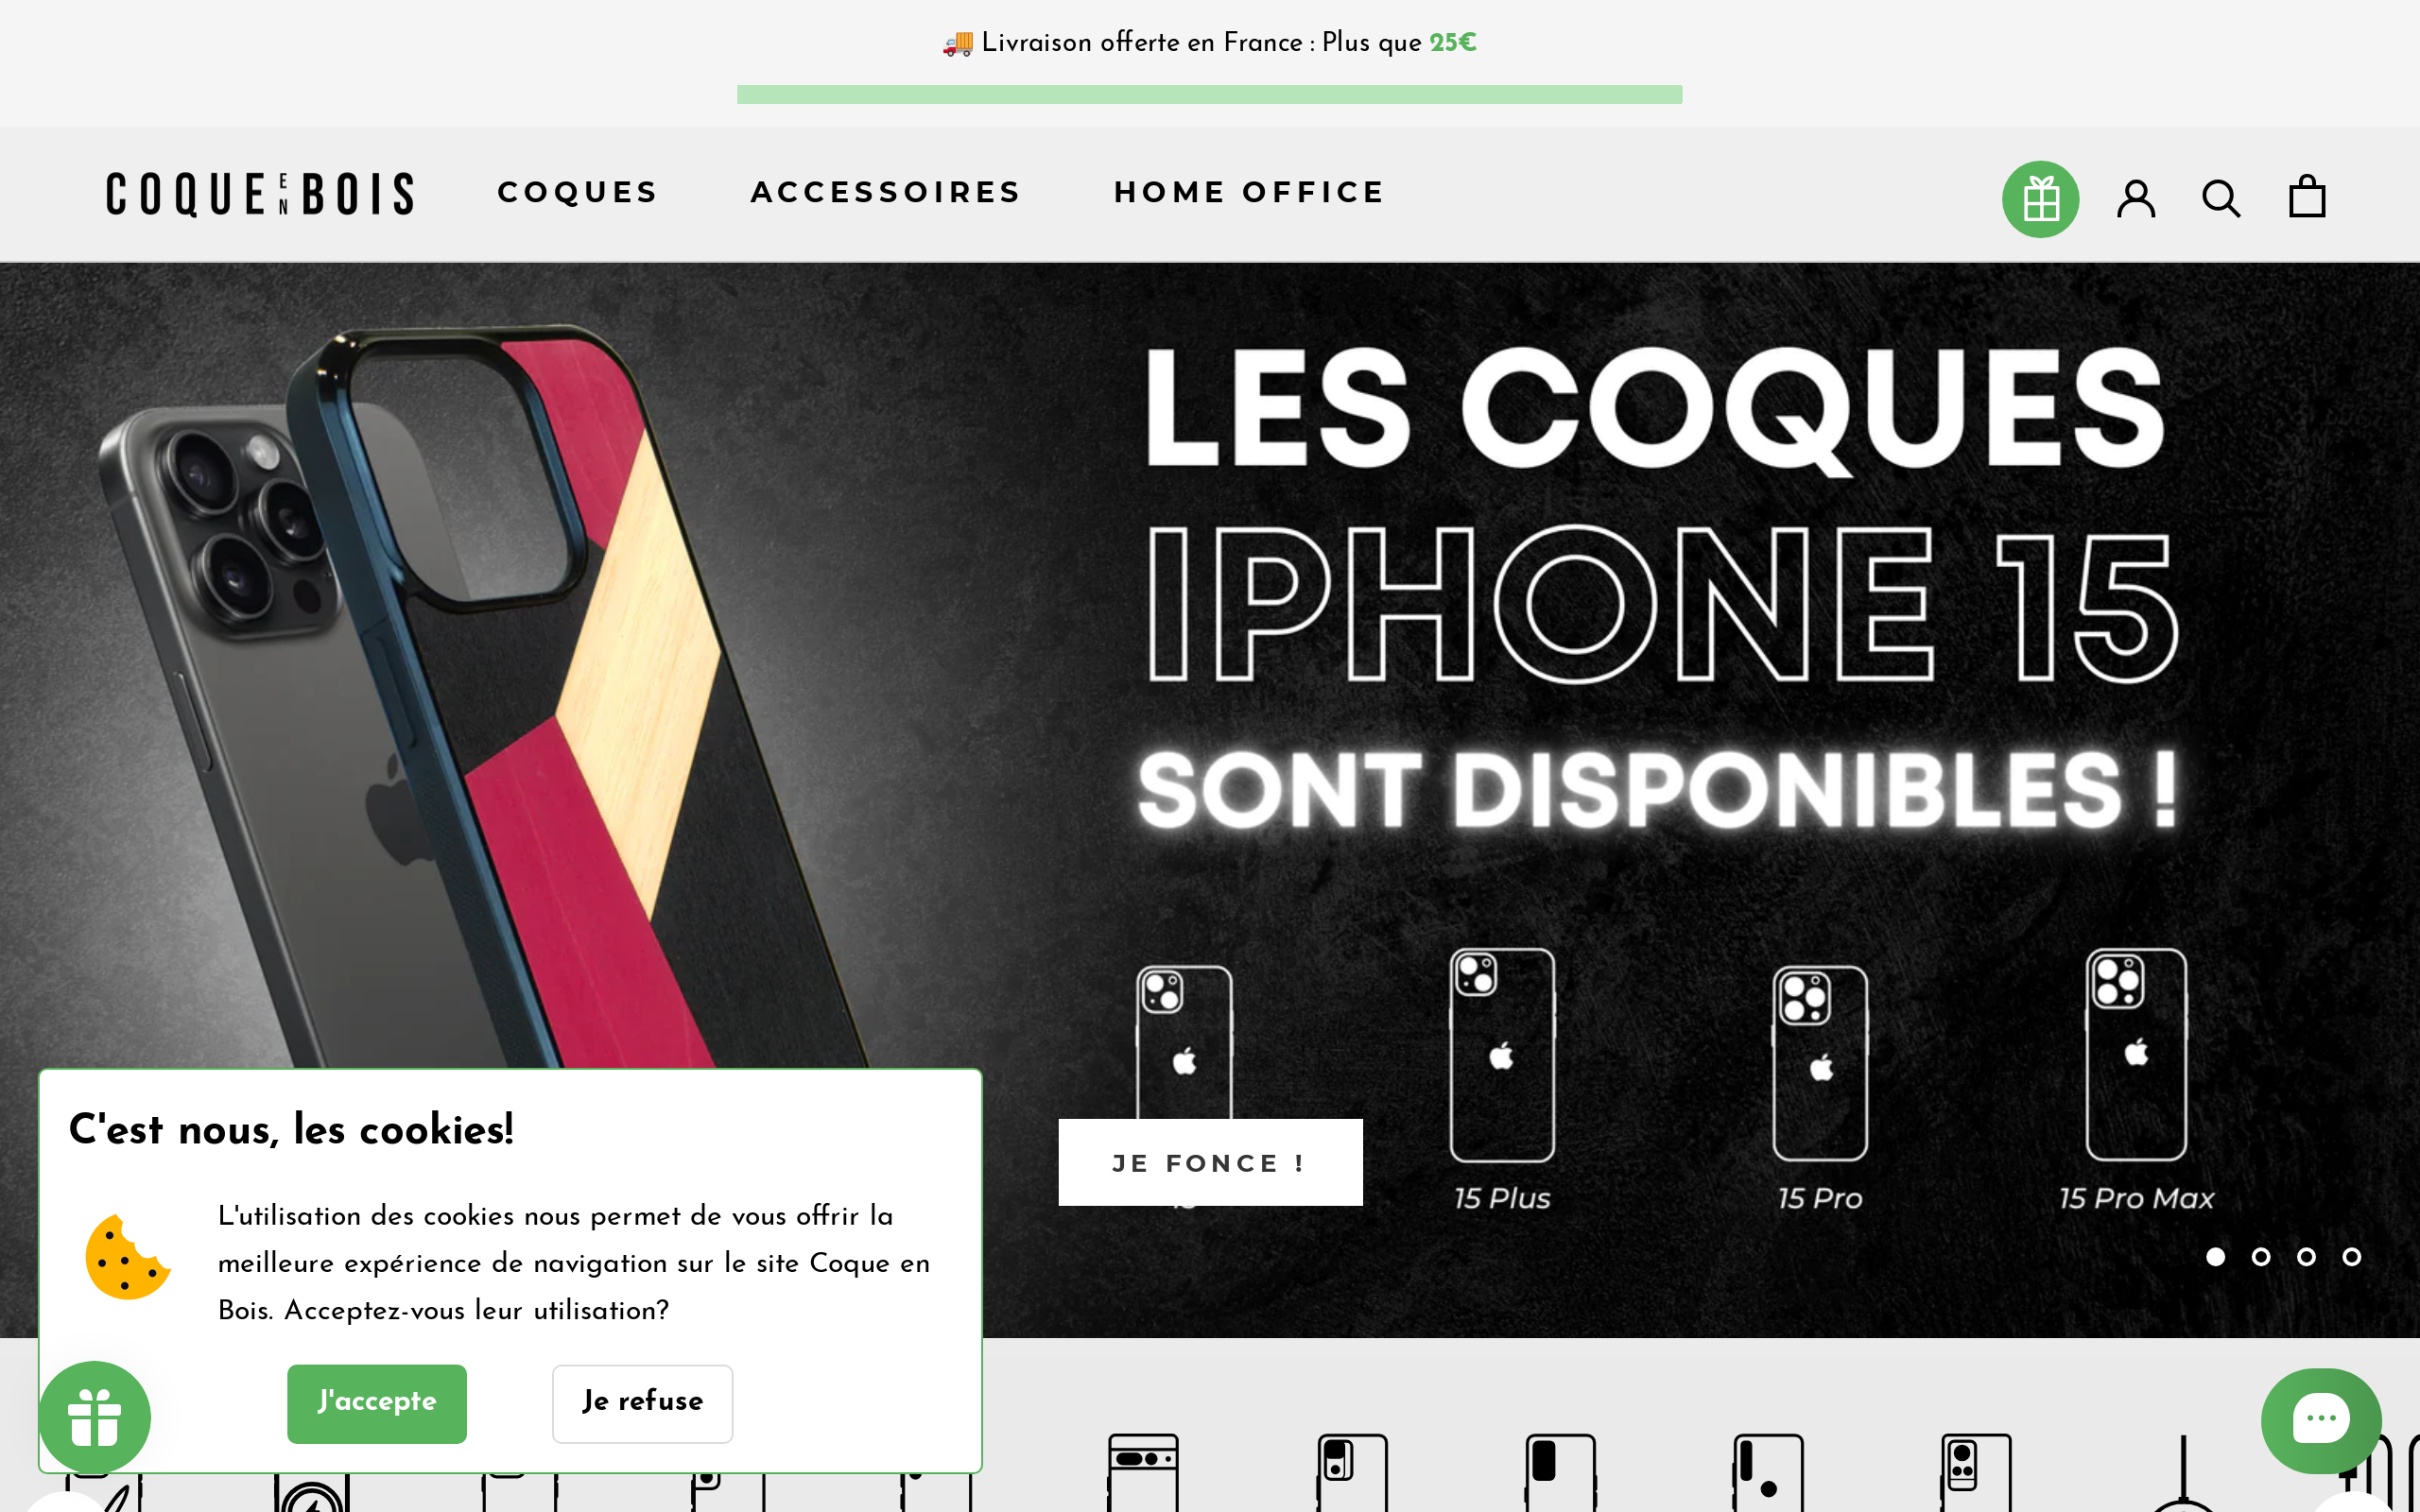 🚚 Livraison offerte en France : Plus que 25€
COQUE EN BOIS
COQUES
ACCESSOIRES
HOME OFFICE
LES COQUES
IPHONE 15
SONT DISPONIBLES !
JE FONCE !
15 Plus
15 Pro
15 Pro Max
C'est nous, les cookies!
L'utilisation des cookies nous permet de vous offrir la
meilleure expérience de navigation sur le site Coque en
Bois. Acceptez-vous leur utilisation?
J'accepte
Je refuse